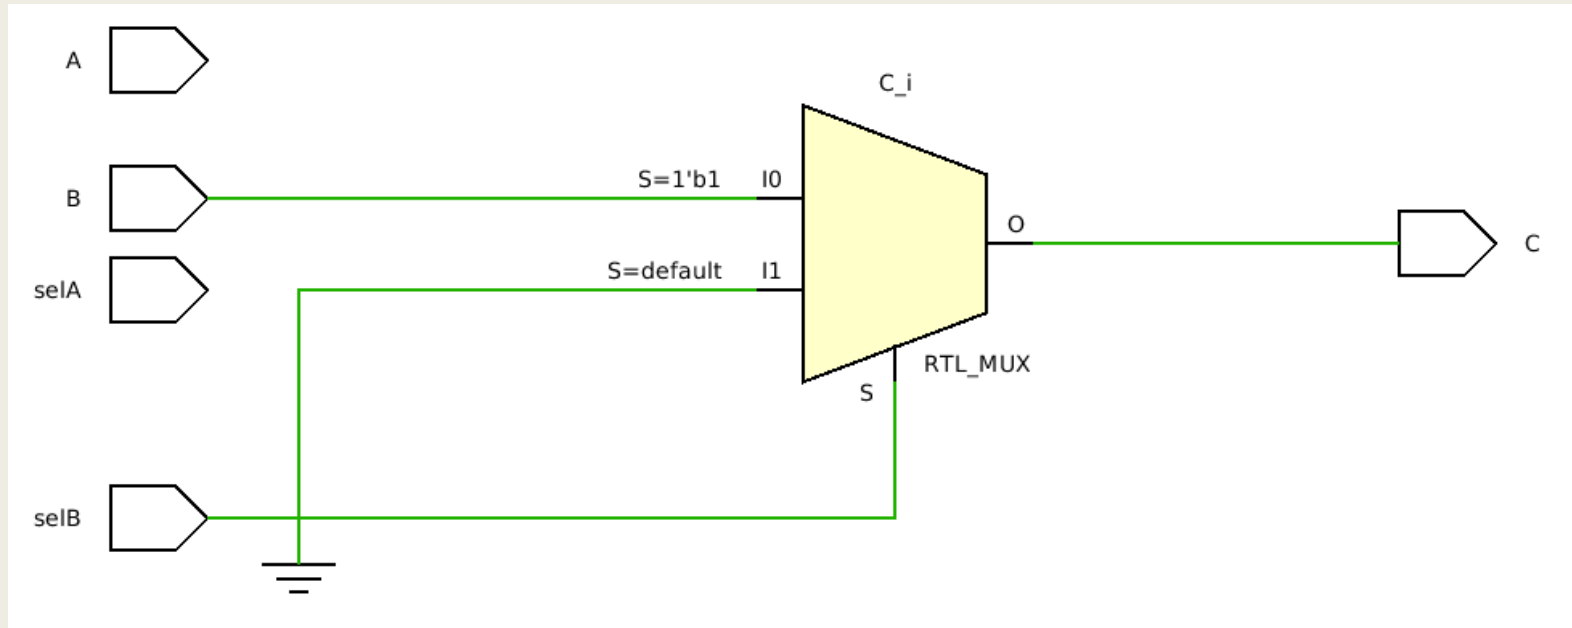 A
C_i
S=1'b1 I0
B
O
C
S=default I1
selA
RTL_MUX
S
selB